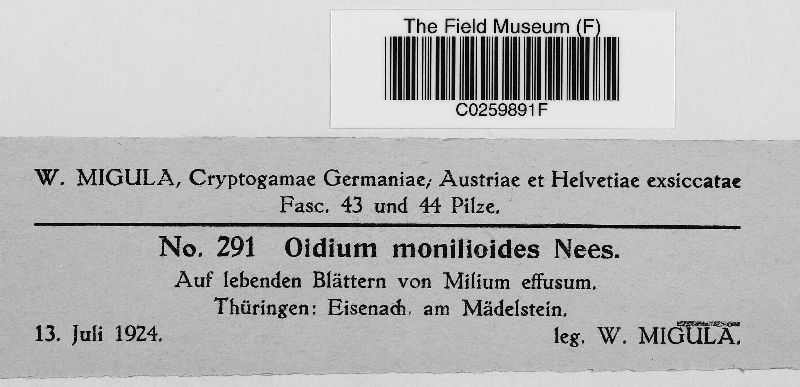 The Field Museum (F)
C0259891F
W. MIGULA, Cryptogamae Germaniae, Austriae et Helvetiae exsiccatae
Fasc. 43 und 44 Pilze.
No. 291 Oidium monilioides Nees.
Auf lebenden Blättern von Milium effusum.
Thüringen: Eisenach, am Mädelstein.
13. Juli 1924. leg. W. MIGULA.